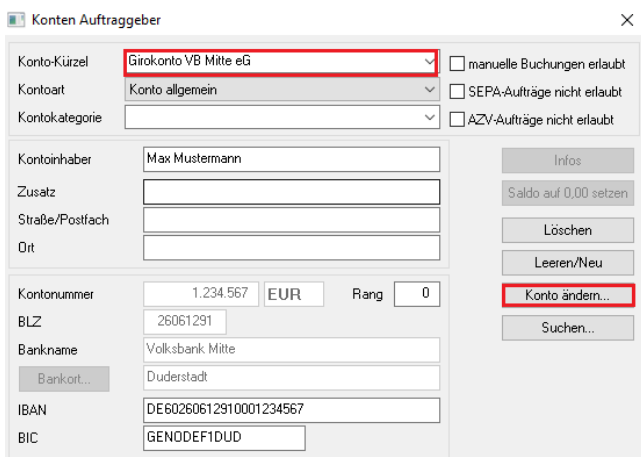 Konten Auftraggeber
Konto-Kürzel Girokonto VB Mitte eG manuelle Buchungen erlaubt
Kontoart Konto allgemein SEPA-Aufträge nicht erlaubt
Kontokategorie AZV-Aufträge nicht erlaubt
Kontoinhaber Max Mustermann Infos
Zusatz Saldo auf 0,00 setzen
Straße/Postfach Löschen
Ort Leeren/Neu
Kontonummer 1.234.567 EUR Rang 0 Konto ändern...
BLZ 26061291 Suchen...
Bankname Volksbank Mitte
Bankort... Duderstadt
IBAN DE60260612910001234567
BIC GENODEF1DUD